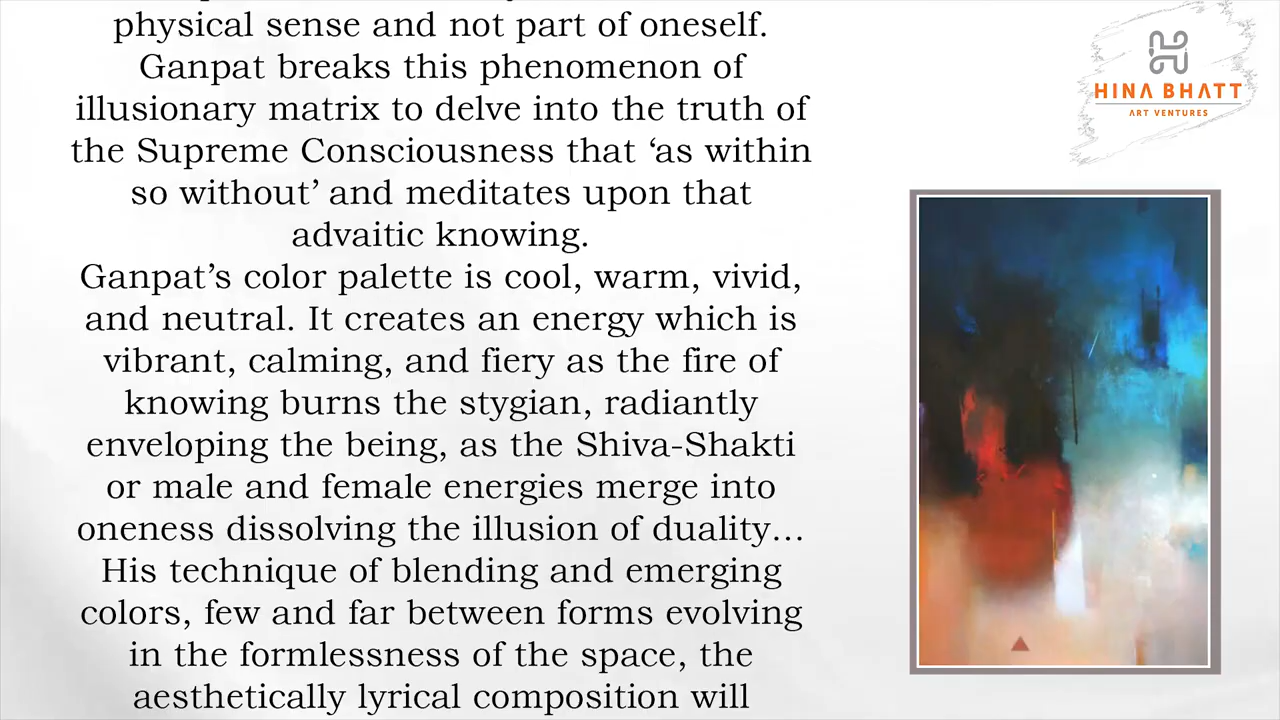 physical sense and not part of oneself.
Ganpat breaks this phenomenon of
illusionary matrix to delve into the truth of
the Supreme Consciousness that ‘as within
so without’ and meditates upon that
advaitic knowing.
Ganpat’s color palette is cool, warm, vivid,
and neutral. It creates an energy which is
vibrant, calming, and fiery as the fire of
knowing burns the stygian, radiantly
enveloping the being, as the Shiva-Shakti
or male and female energies merge into
oneness dissolving the illusion of duality…
His technique of blending and emerging
colors, few and far between forms evolving
in the formlessness of the space, the
aesthetically lyrical composition will
HINA BHATT
ART VENTURES